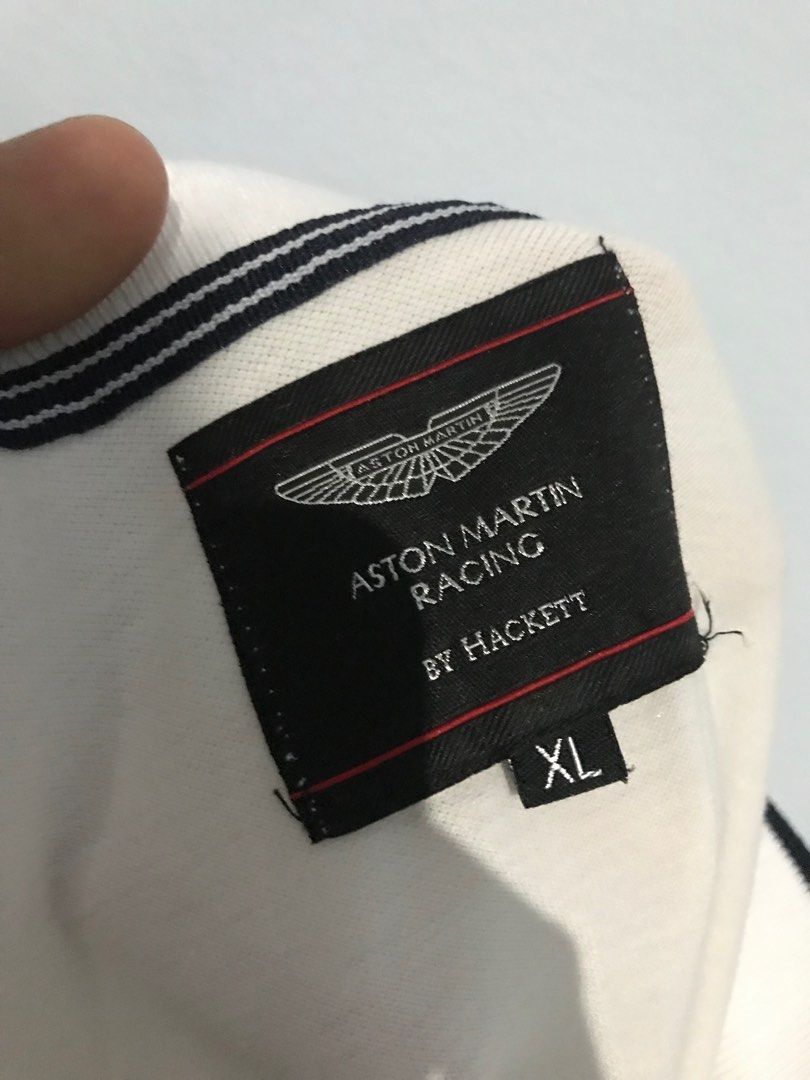 ASTON MARTIN
ASTON MARTIN
RACING
BY HACKETT
XL